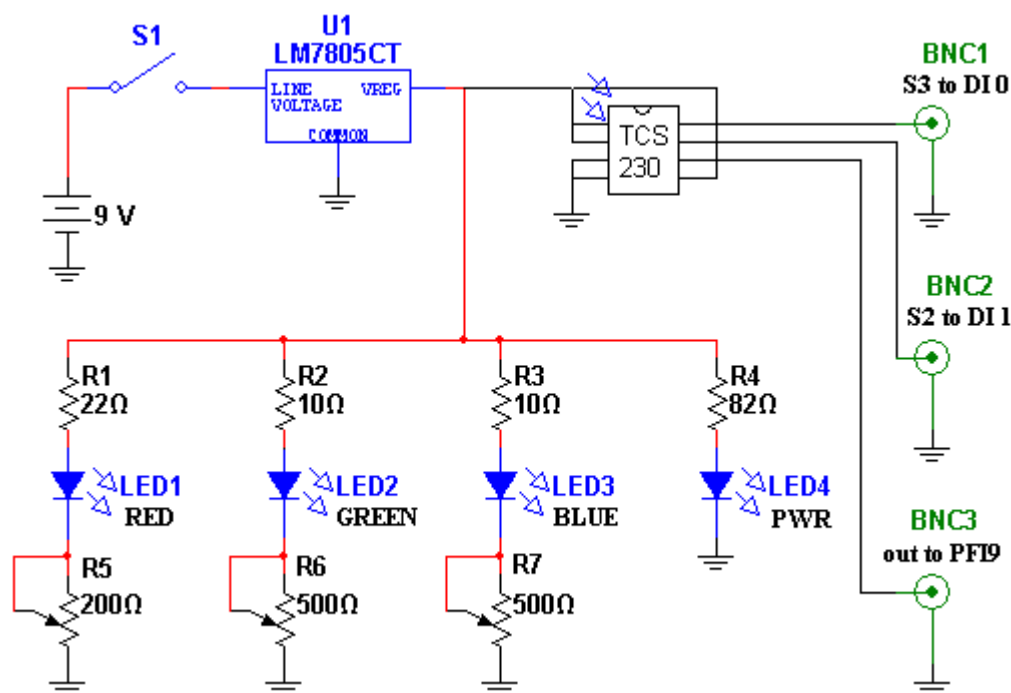 S1
U1
LM7805CT
LINE VREG
VOLTAGE
COMMON
9 V
TCS
230
BNC1
S3 to DI 0
BNC2
S2 to DI 1
BNC3
out to PFI9
R1
22Ω
R2
10Ω
R3
10Ω
R4
82Ω
LED1
RED
LED2
GREEN
LED3
BLUE
LED4
PWR
R5
200Ω
R6
500Ω
R7
500Ω